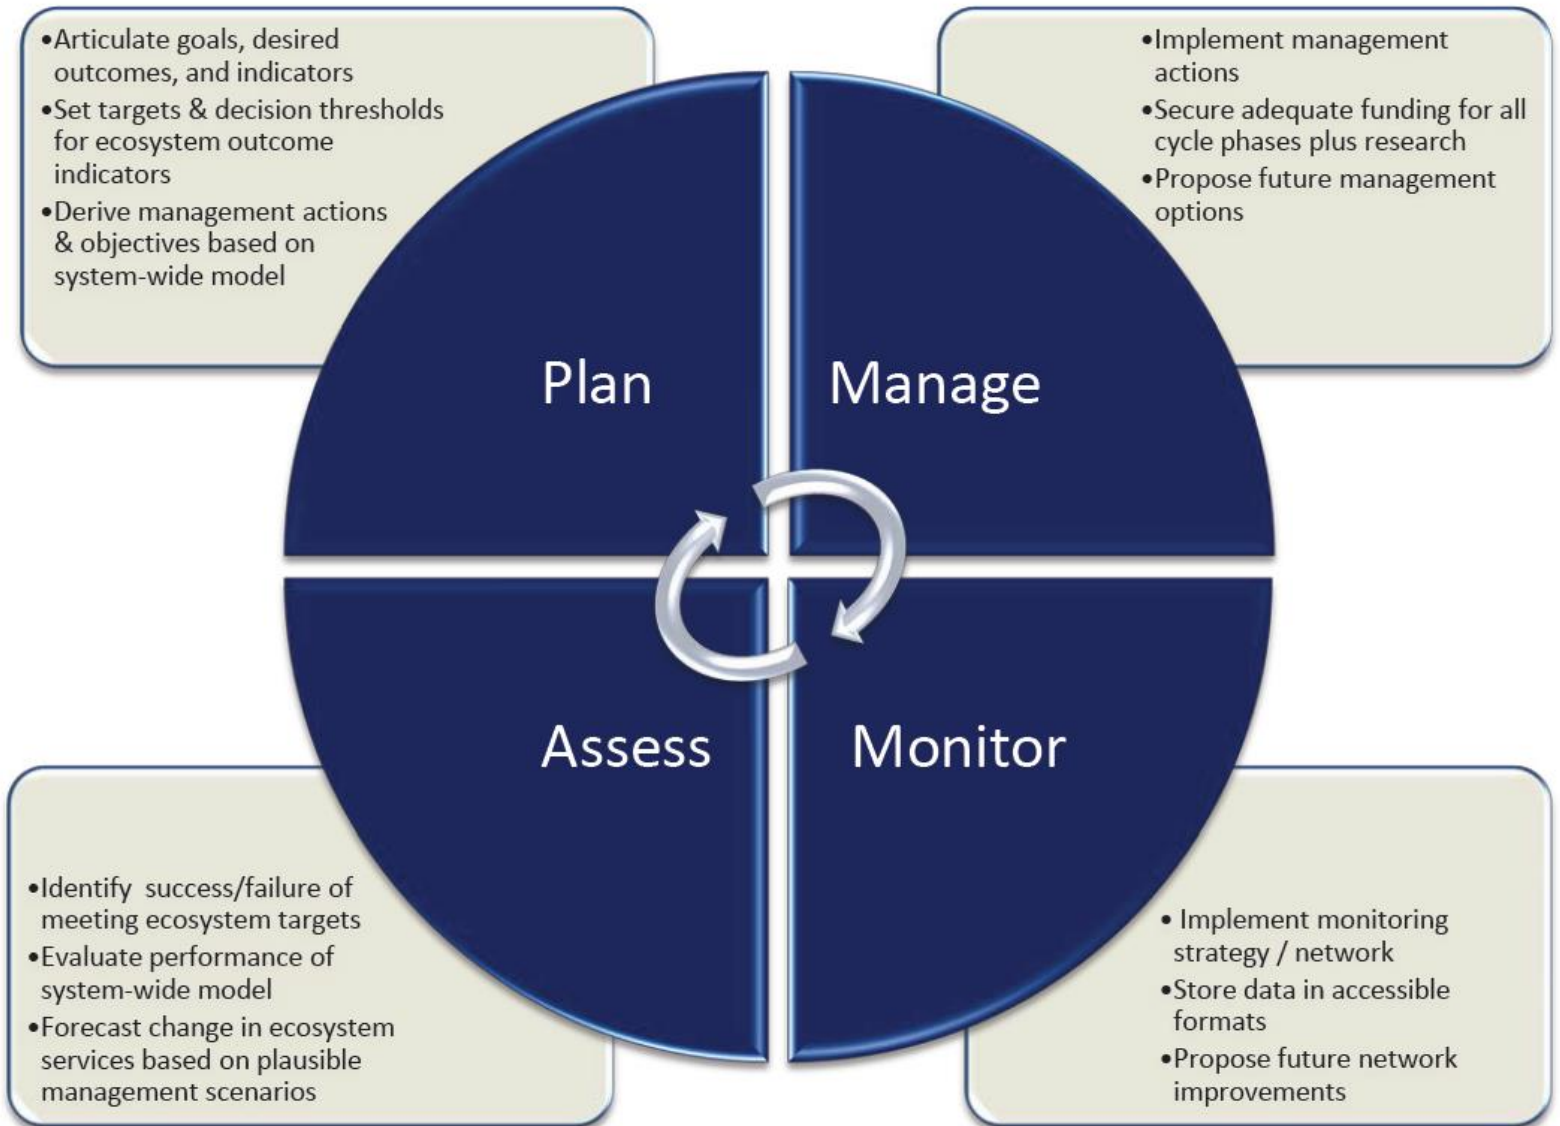 •Articulate goals, desired
outcomes, and indicators
•Set targets & decision thresholds
for ecosystem outcome
indicators
•Derive management actions
& objectives based on
system-wide model
•Implement management
actions
•Secure adequate funding for all
cycle phases plus research
•Propose future management
options
Plan
Manage
Assess
Monitor
•Identify success/failure of
meeting ecosystem targets
•Evaluate performance of
system-wide model
•Forecast change in ecosystem
services based on plausible
management scenarios
• Implement monitoring
strategy / network
•Store data in accessible
formats
•Propose future network
improvements